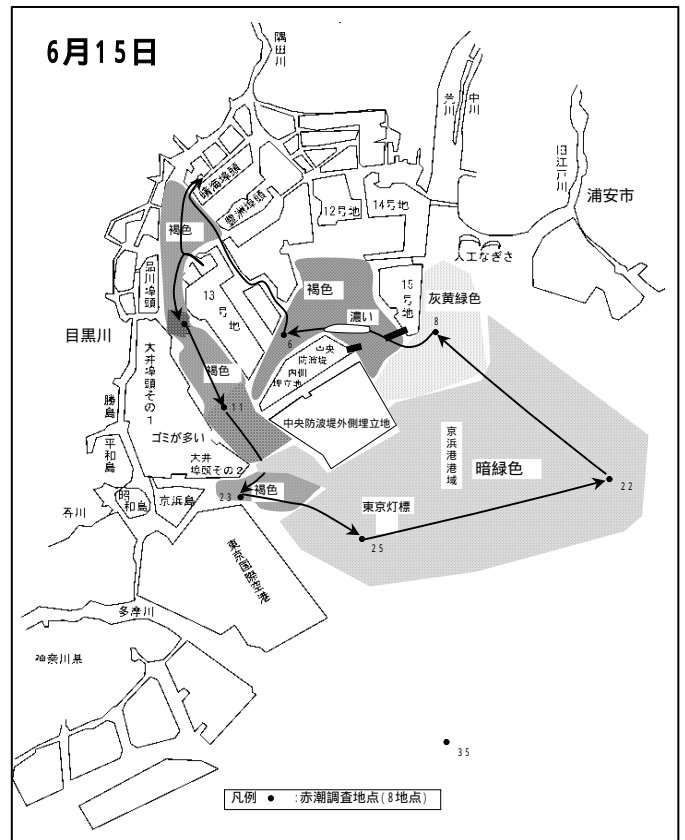 6月15日
隅田川
荒川
中川
旧江戸川
浦安市
晴海埠頭
豊洲埠頭
12号地
14号地
15号地
人工なぎさ
灰黄緑色
8
褐色
品川埠頭
13号地
褐色
濃い
6
目黒川
中央
防波堤
内側
埋立地
大井埠頭その1
褐色
11
中央防波堤外側埋立地
京浜港港域
暗緑色
22
勝島
ゴミが多い
大井
埠頭その2
平和島
昭和島
京浜島
23
褐色
東京灯標
25
呑川
東京国際空港
多摩川
神奈川県
35
凡例 ● :赤潮調査地点(8地点)